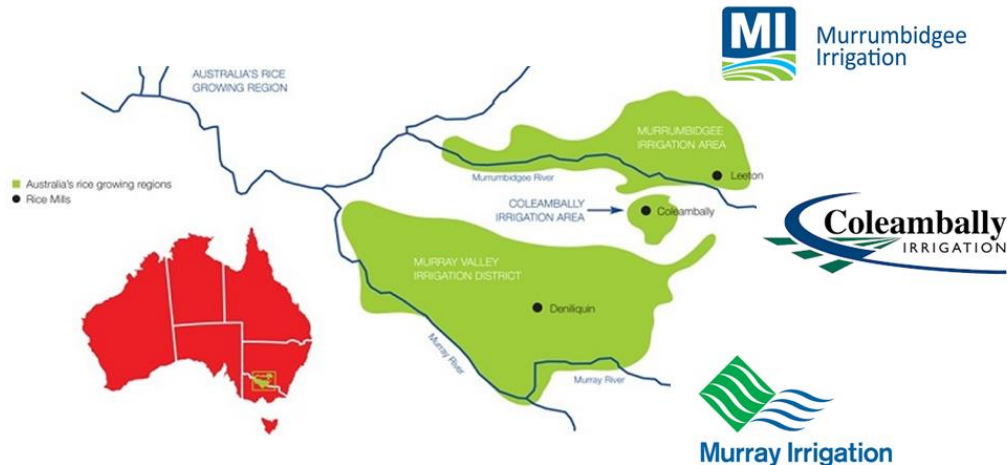 MI
Murrumbidgee
Irrigation
AUSTRALIA'S RICE
GROWING REGION
MURRUMBIDGEE
IRRIGATION AREA
Leeton
Murrumbidgee River
Australia's rice growing regions
Rice Mills
COLEAMBALLY
IRRIGATION AREA
Coleambally
Coleambally
IRRIGATION
MURRAY VALLEY
IRRIGATION DISTRICT
Deniliquin
Murray
River
Murray River
Murray Irrigation